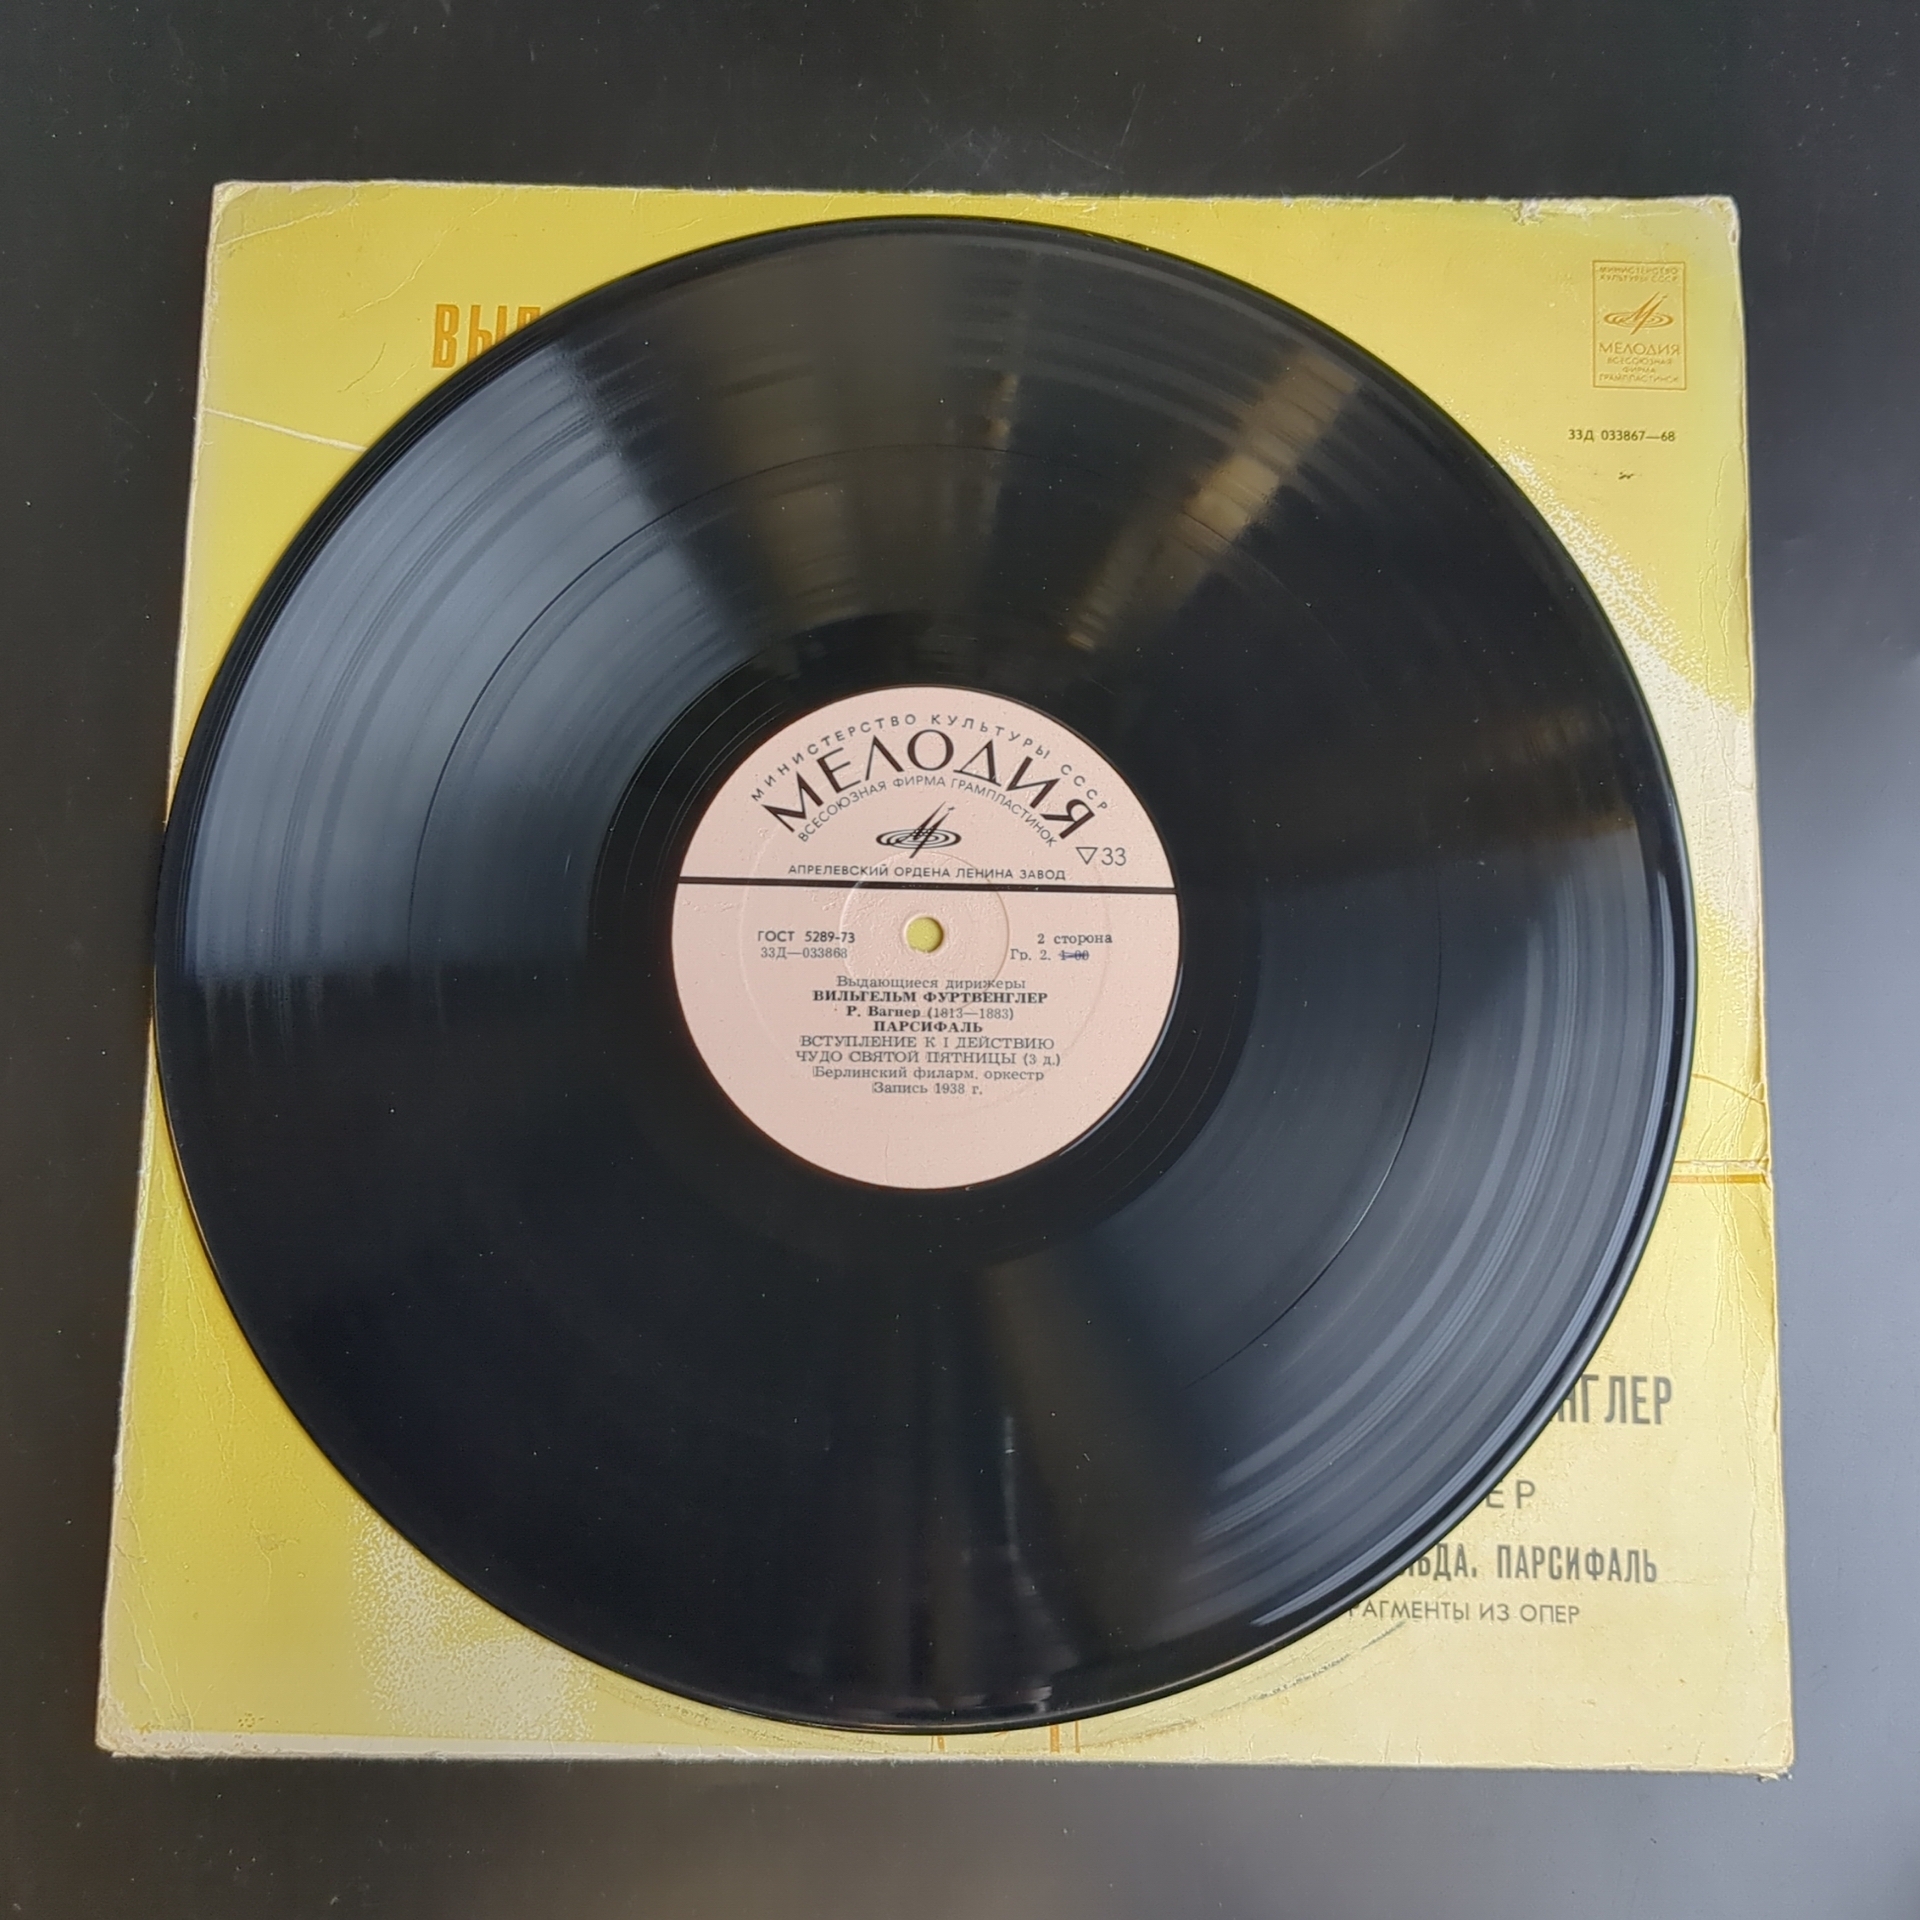 МИНИСТЕРСТВО
КУЛЬТУРЫ СССР
МЕЛОДИЯ
ВСЕСОЮЗНАЯ
ФИРМА
ГРАМПЛАСТИНОК
33Д 033867—68
МИНИСТЕРСТВО КУЛЬТУРЫ СССР
МЕЛОДИЯ
ВСЕСОЮЗНАЯ ФИРМА ГРАМПЛАСТИНОК
▽33
АПРЕЛЕВСКИЙ ОРДЕНА ЛЕНИНА ЗАВОД
ГОСТ 5289-73
33Д—033868
2 сторона
Гр. 2. 1-00
Выдающиеся дирижеры
ВИЛЬГЕЛЬМ ФУРТВЕНГЛЕР
Р. Вагнер (1813—1883)
ПАРСИФАЛЬ
ВСТУПЛЕНИЕ К I ДЕЙСТВИЮ
ЧУДО СВЯТОЙ ПЯТНИЦЫ (3 д.)
Берлинский филарм. оркестр
Запись 1938 г.
НГЛЕР
ЕР
ЛЬДА. ПАРСИФАЛЬ
РАГМЕНТЫ ИЗ ОПЕР